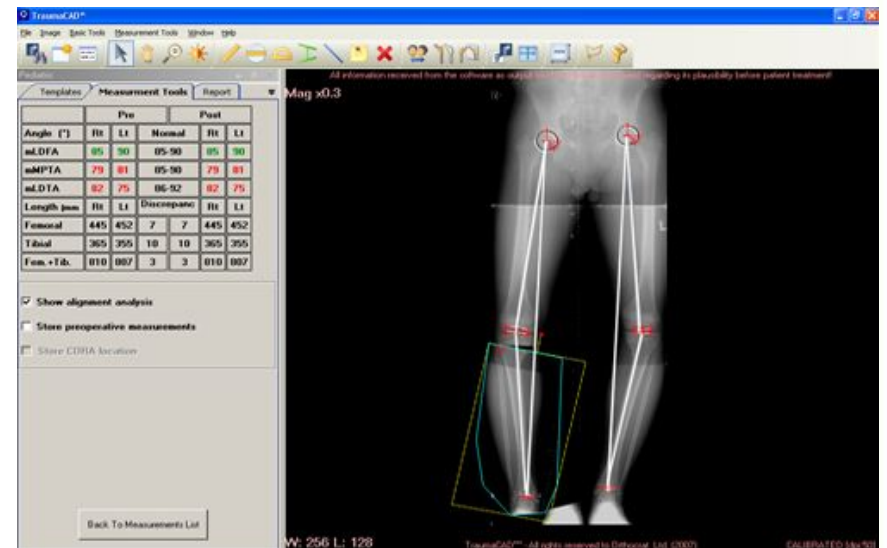 TraumaCAD®
File Image Basic Tools Measurement Tools Window Help
Pediatric
Templates Measurment Tools Report
Pre Post
Angle (°) Rt Lt Normal Rt Lt
mLDFA 85 90 85-90 85 90
mMPTA 79 81 85-90 79 81
mLDTA 82 75 86-92 82 75
Length (mm Rt Lt Discrepanc Rt Lt
Femoral 445 452 7 7 445 452
Tibial 365 355 10 10 365 355
Fem.+Tib. 810 807 3 3 810 807
Show alignment analysis
Store preoperative measurements
Store CORA location
Back To Measurements List
All information received from the software as output must be regarding its plausibility before patient treatment!
Mag x0.3
L
W: 256 L: 128
TraumaCAD™ - All rights reserved to Orthocrat, Ltd. (2007)
CALIBRATED